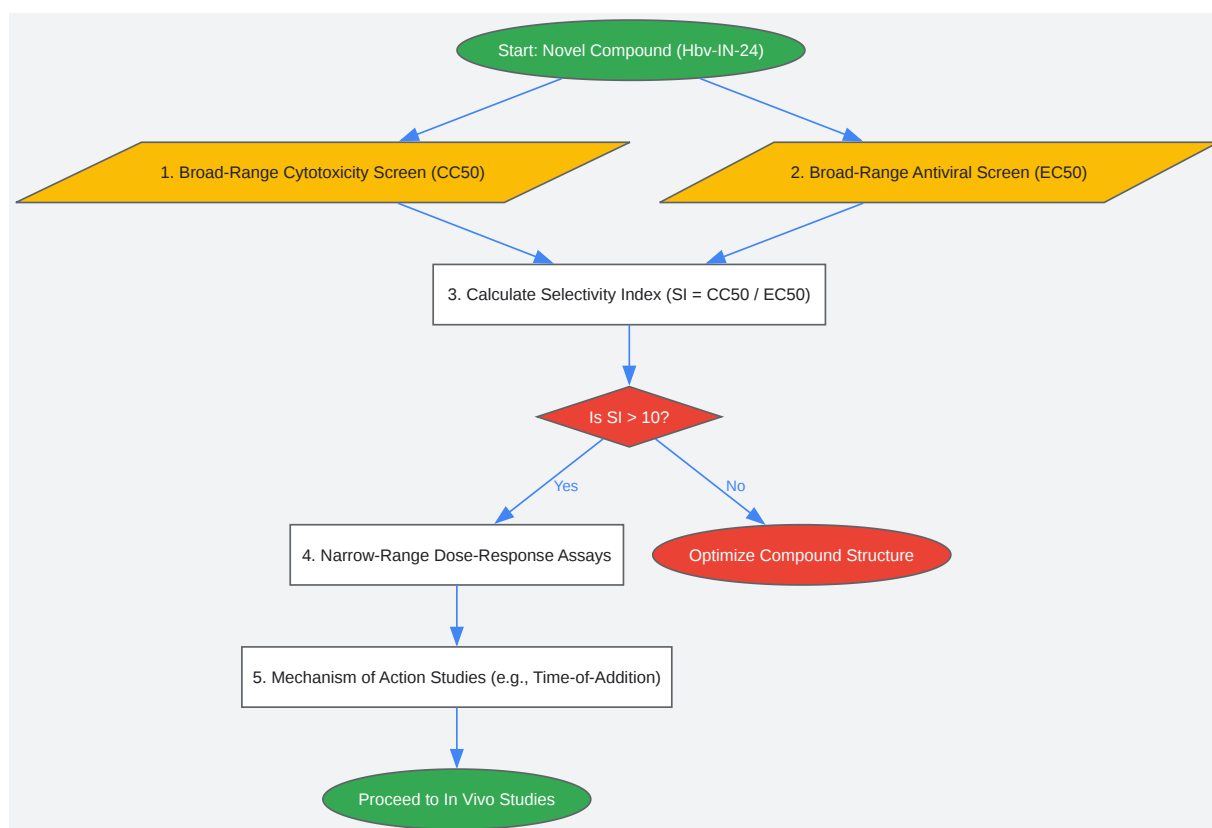 Start: Novel Compound (Hbv-IN-24)
1. Broad-Range Cytotoxicity Screen (CC50)
2. Broad-Range Antiviral Screen (EC50)
3. Calculate Selectivity Index (SI = CC50 / EC50)
Is SI > 10?
Yes
No
4. Narrow-Range Dose-Response Assays
Optimize Compound Structure
5. Mechanism of Action Studies (e.g., Time-of-Addition)
Proceed to In Vivo Studies